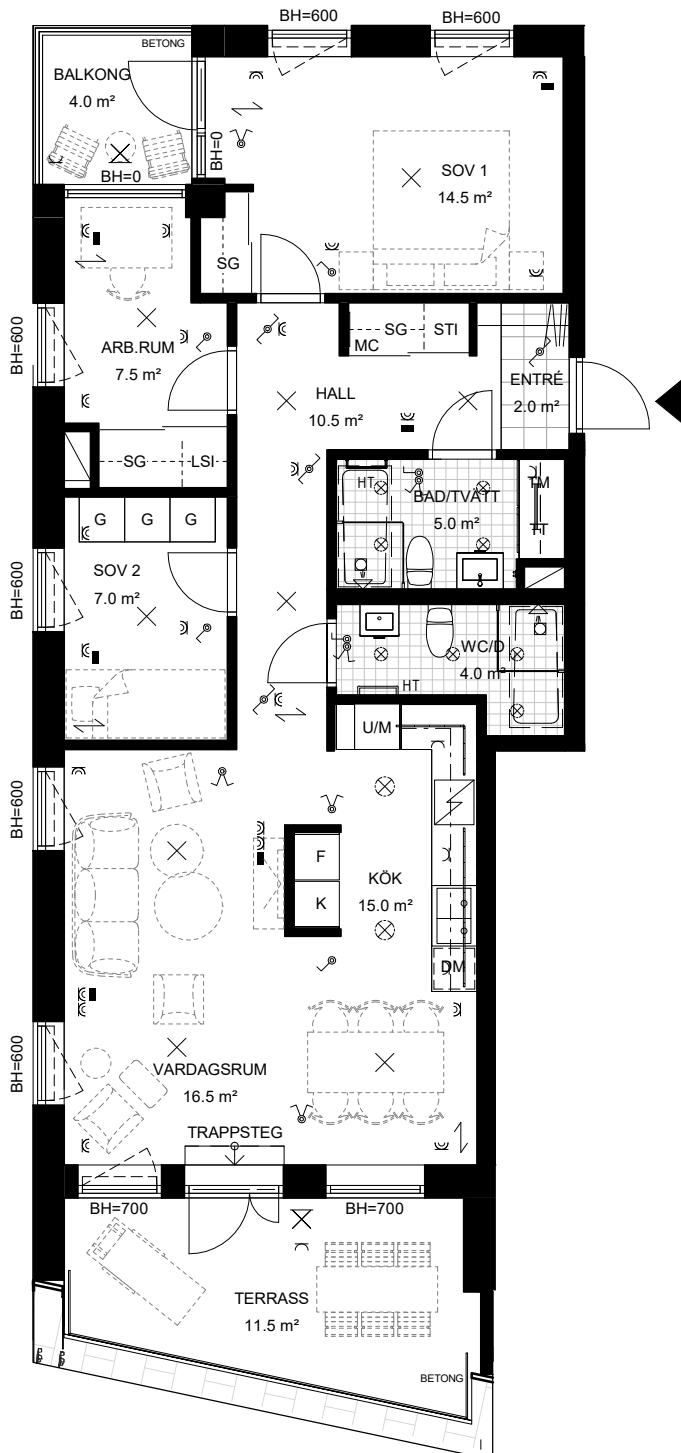 BH=600
BH=600
BETONG
BALKONG
4.0 m²
BH=0
BH=0
SOV 1
14.5 m²
SG
BH=600
ARB.RUM
7.5 m²
SG
STI
MC
ENTRÉ
2.0 m²
HALL
10.5 m²
SG
LSI
HT
BAD/TVÄTT
5.0 m²
TM
TT
G
G
G
BH=600
SOV 2
7.0 m²
WC/D
4.0 m²
HT
U/M
BH=600
F
K
KÖK
15.0 m²
DM
BH=600
VARDAGSRUM
16.5 m²
TRAPPSTEG
BH=700
BH=700
TERRASS
11.5 m²
BETONG